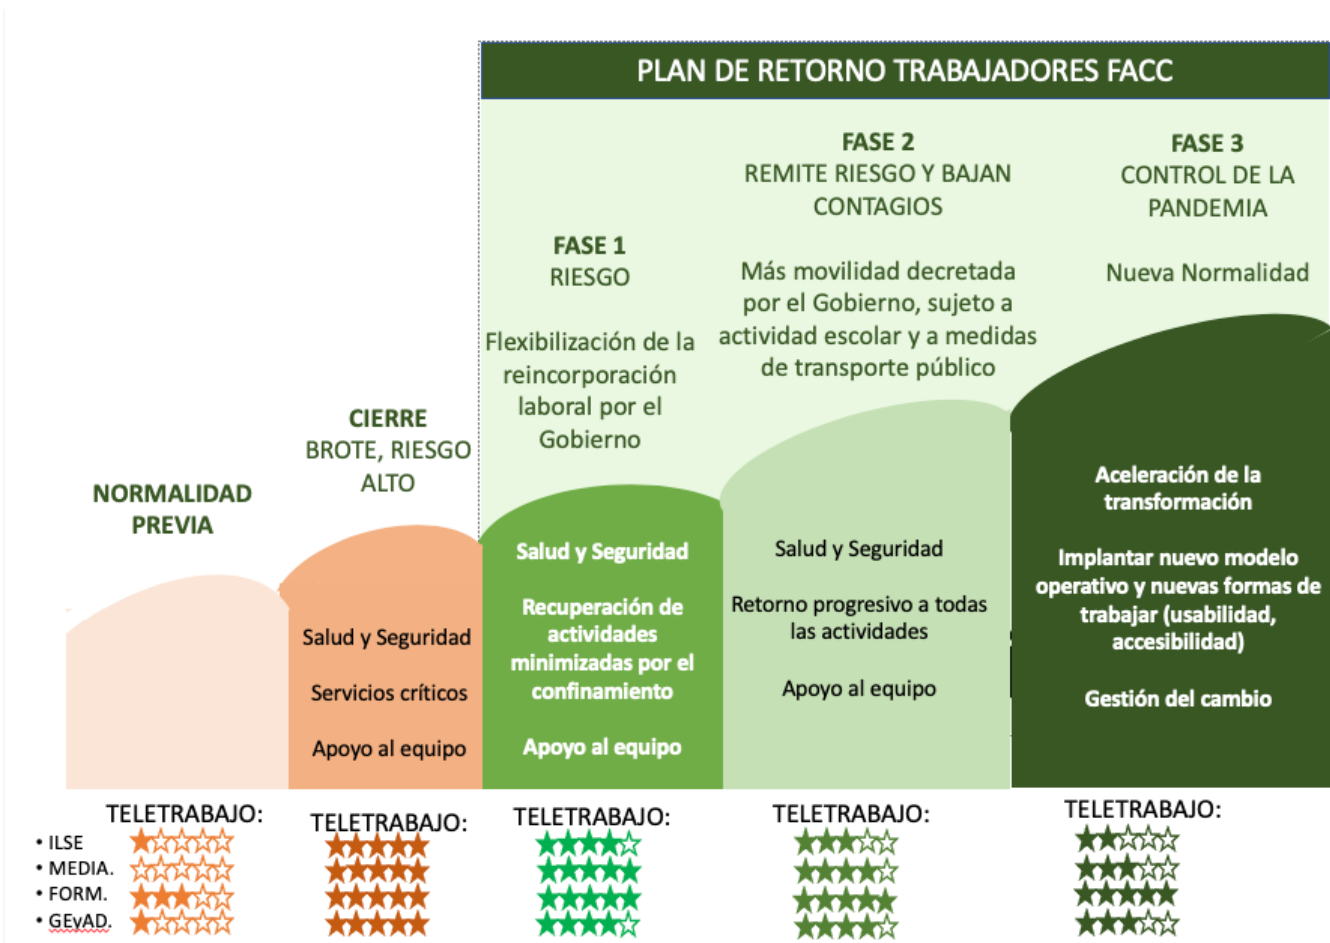 PLAN DE RETORNO TRABAJADORES FACC
NORMALIDAD
PREVIA
CIERRE
BROTE, RIESGO
ALTO
Salud y Seguridad
Servicios críticos
Apoyo al equipo
FASE 1
RIESGO
Flexibilización de la
reincorporación
laboral por el
Gobierno
Salud y Seguridad
Recuperación de
actividades
minimizadas por el
confinamiento
Apoyo al equipo
FASE 2
REMITE RIESGO Y BAJAN
CONTAGIOS
Más movilidad decretada
por el Gobierno, sujeto a
actividad escolar y a medidas
de transporte público
Salud y Seguridad
Retorno progresivo a todas
las actividades
Apoyo al equipo
FASE 3
CONTROL DE LA
PANDEMIA
Nueva Normalidad
Aceleración de la
transformación
Implantar nuevo modelo
operativo y nuevas formas de
trabajar (usabilidad,
accesibilidad)
Gestión del cambio
TELETRABAJO:
TELETRABAJO:
TELETRABAJO:
TELETRABAJO:
TELETRABAJO:
• ILSE
• MEDIA.
• FORM.
• GEyAD.